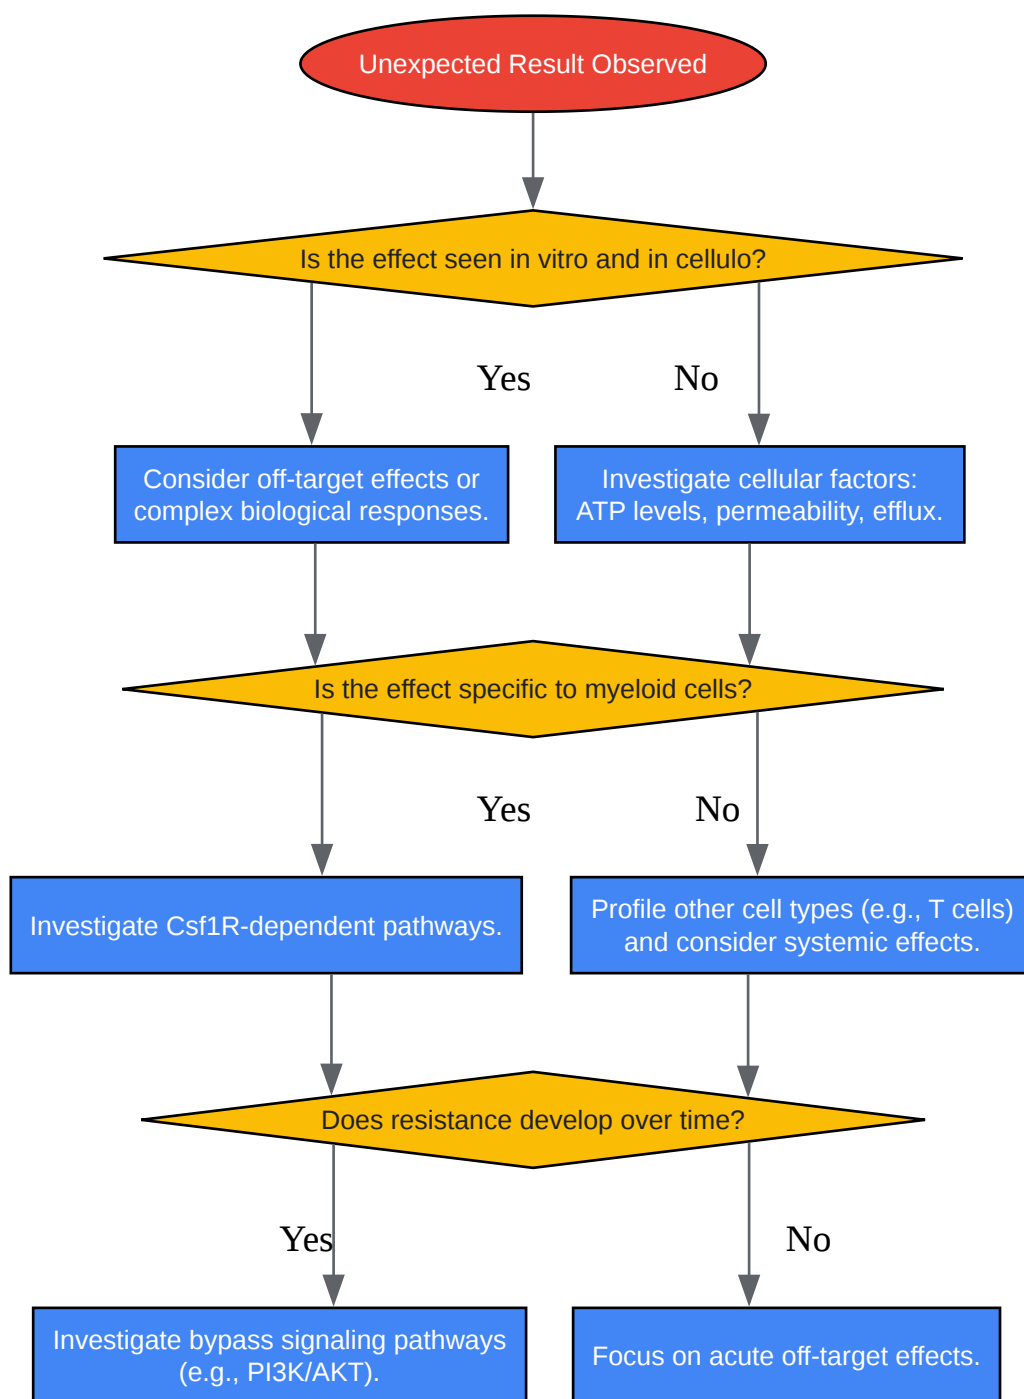 Unexpected Result Observed
Is the effect seen in vitro and in cellulo?
Yes
No
Consider off-target effects or
complex biological responses.
Investigate cellular factors:
ATP levels, permeability, efflux.
Is the effect specific to myeloid cells?
Yes
No
Investigate Csf1R-dependent pathways.
Profile other cell types (e.g., T cells)
and consider systemic effects.
Does resistance develop over time?
Yes
No
Investigate bypass signaling pathways
(e.g., PI3K/AKT).
Focus on acute off-target effects.